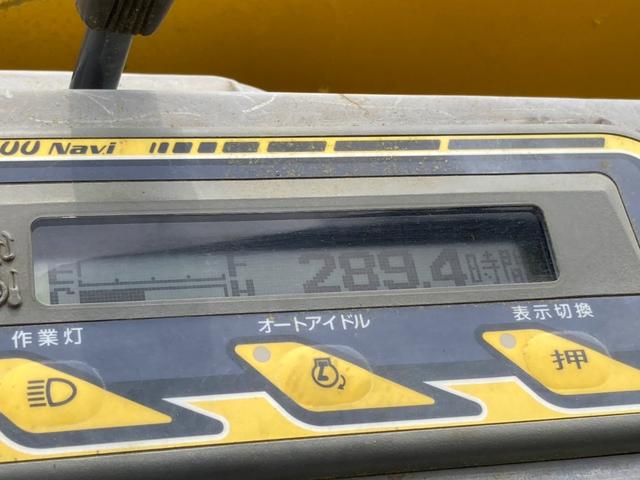 00 Navi
E F
C H
289.4時間
作業灯
オートアイドル
表示切換
押